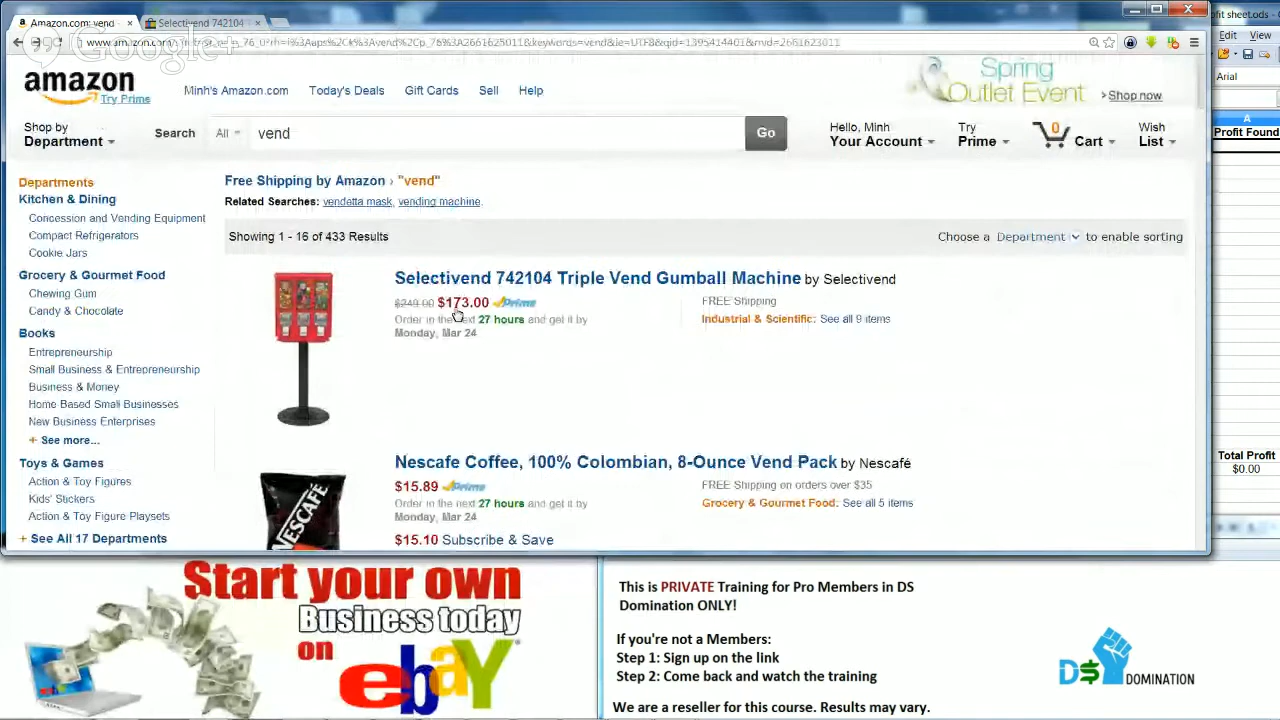 Amazon.com: vend
Selectivend 742104
Google+
fit sheet.ods -
Edit View
amazon
Try Prime
Minh's Amazon.com Today's Deals Gift Cards Sell Help
Spring
Outlet Event
Shop now
Arial
A
Profit Found
Shop by
Department
Search All vend Go
Hello, Minh
Your Account
Try
Prime
0
Cart
Wish
List
Departments
Kitchen & Dining
Concession and Vending Equipment
Compact Refrigerators
Cookie Jars
Grocery & Gourmet Food
Chewing Gum
Candy & Chocolate
Books
Entrepreneurship
Small Business & Entrepreneurship
Business & Money
Home Based Small Businesses
New Business Enterprises
+ See more...
Toys & Games
Action & Toy Figures
Kids' Stickers
Action & Toy Figure Playsets
+ See All 17 Departments
Free Shipping by Amazon › "vend"
Related Searches: vendetta mask, vending machine.
Showing 1 - 16 of 433 Results
Choose a Department to enable sorting
Selectivend 742104 Triple Vend Gumball Machine by Selectivend
$249.00 $173.00 Prime
Order in the next 27 hours and get it by
Monday, Mar 24
FREE Shipping
Industrial & Scientific: See all 9 items
Nescafe Coffee, 100% Colombian, 8-Ounce Vend Pack by Nescafé
$15.89 Prime
Order in the next 27 hours and get it by
Monday, Mar 24
$15.10 Subscribe & Save
FREE Shipping on orders over $35
Grocery & Gourmet Food: See all 5 items
NESCAFÉ
Total Profit
$0.00
Start your own
Business today
on ebay
This is PRIVATE Training for Pro Members in DS
Domination ONLY!
If you're not a Members:
Step 1: Sign up on the link
Step 2: Come back and watch the training
We are a reseller for this course. Results may vary.
D$ DOMINATION